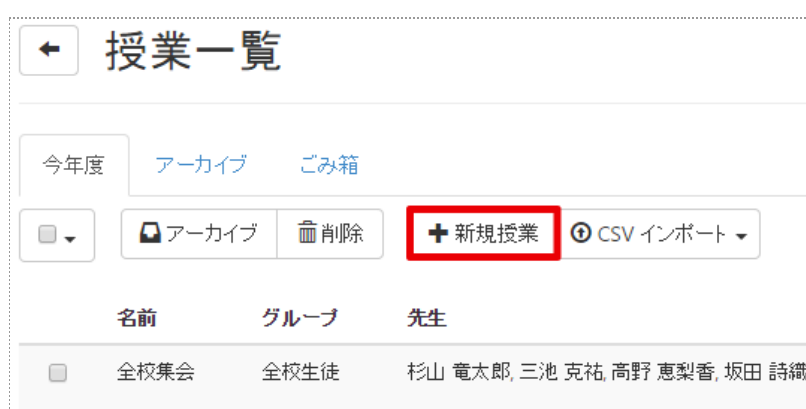 授業一覧
今年度 アーカイブ ごみ箱
アーカイブ 削除 新規授業 CSV インポート
名前 グループ 先生
全校集会 全校生徒 杉山 竜太郎, 三池 克祐, 高野 恵梨香, 坂田 詩織